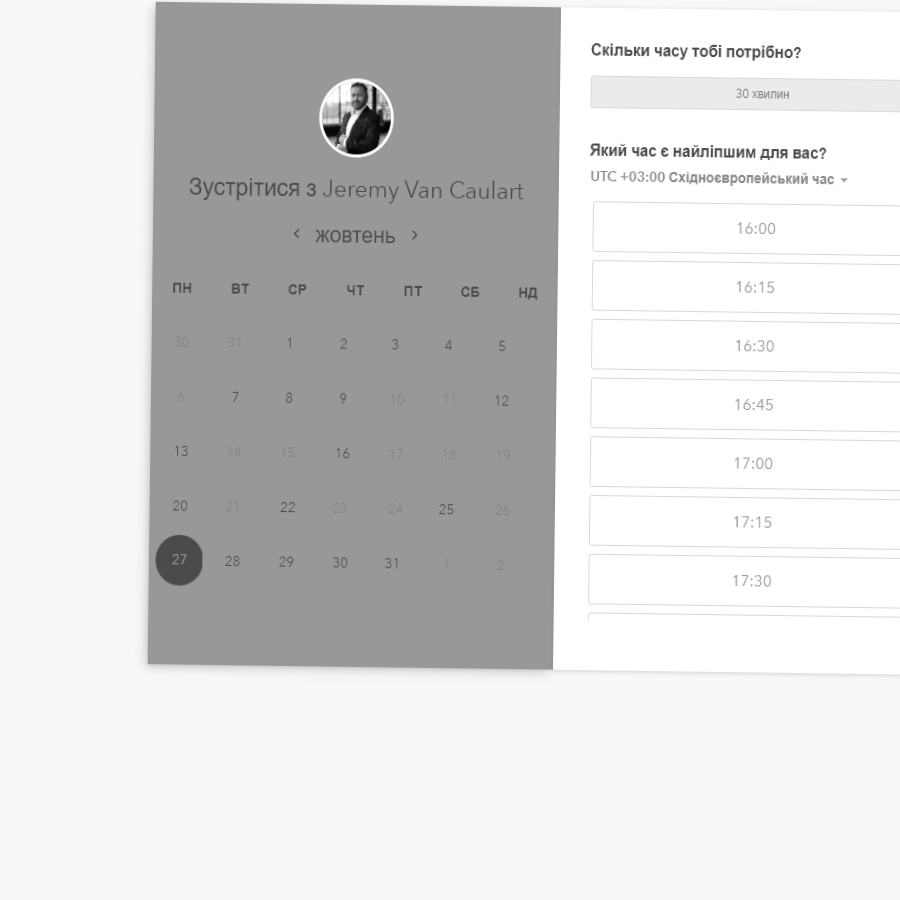 Зустрітися з Jeremy Van Caulart
‹ жовтень ›
ПН ВТ СР ЧТ ПТ СБ НД
30 31 1 2 3 4 5
6 7 8 9 10 11 12
13 14 15 16 17 18 19
20 21 22 23 24 25 26
27 28 29 30 31 1 2
Скільки часу тобі потрібно?
30 хвилин
Який час є найліпшим для вас?
UTC +03:00 Східноєвропейський час
16:00
16:15
16:30
16:45
17:00
17:15
17:30